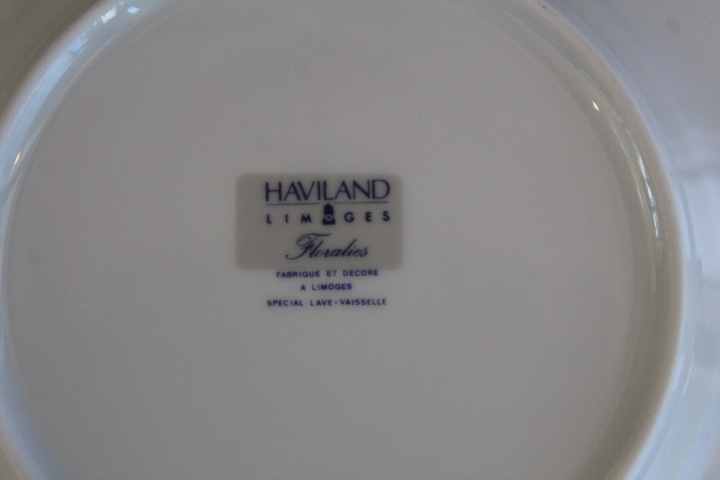 HAVILAND
LIMOGES
Floralies
FABRIQUE ET DECORE
A LIMOGES
SPECIAL LAVE-VAISSELLE